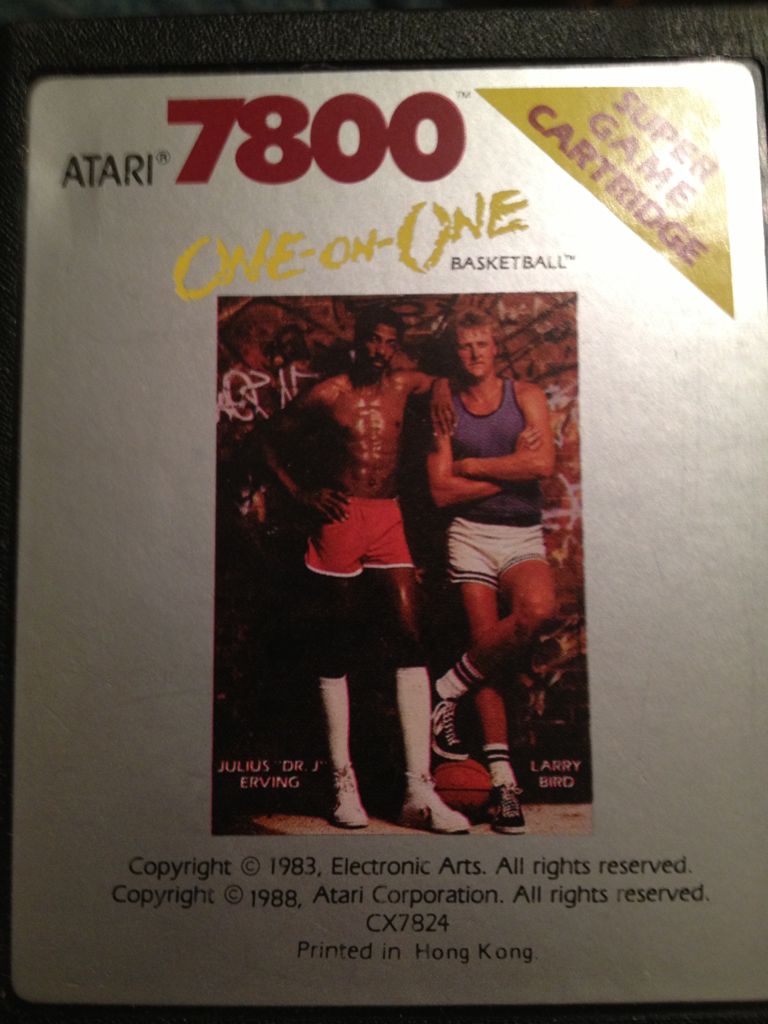 ATARI® 7800™
SUPER
GAME
CARTRIDGE
ONE-ON-ONE
BASKETBALL™
JULIUS "DR. J"
ERVING
LARRY
BIRD
Copyright © 1983, Electronic Arts. All rights reserved.
Copyright © 1988, Atari Corporation. All rights reserved.
CX7824
Printed in Hong Kong